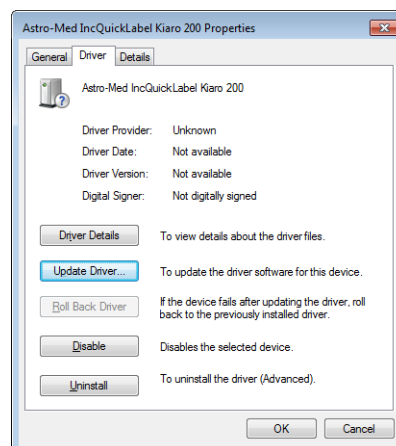 Astro-Med IncQuickLabel Kiaro 200 Properties
General Driver Details
Astro-Med IncQuickLabel Kiaro 200
Driver Provider: Unknown
Driver Date: Not available
Driver Version: Not available
Digital Signer: Not digitally signed
Driver Details To view details about the driver files.
Update Driver... To update the driver software for this device.
Roll Back Driver If the device fails after updating the driver, roll
back to the previously installed driver.
Disable Disables the selected device.
Uninstall To uninstall the driver (Advanced).
OK Cancel